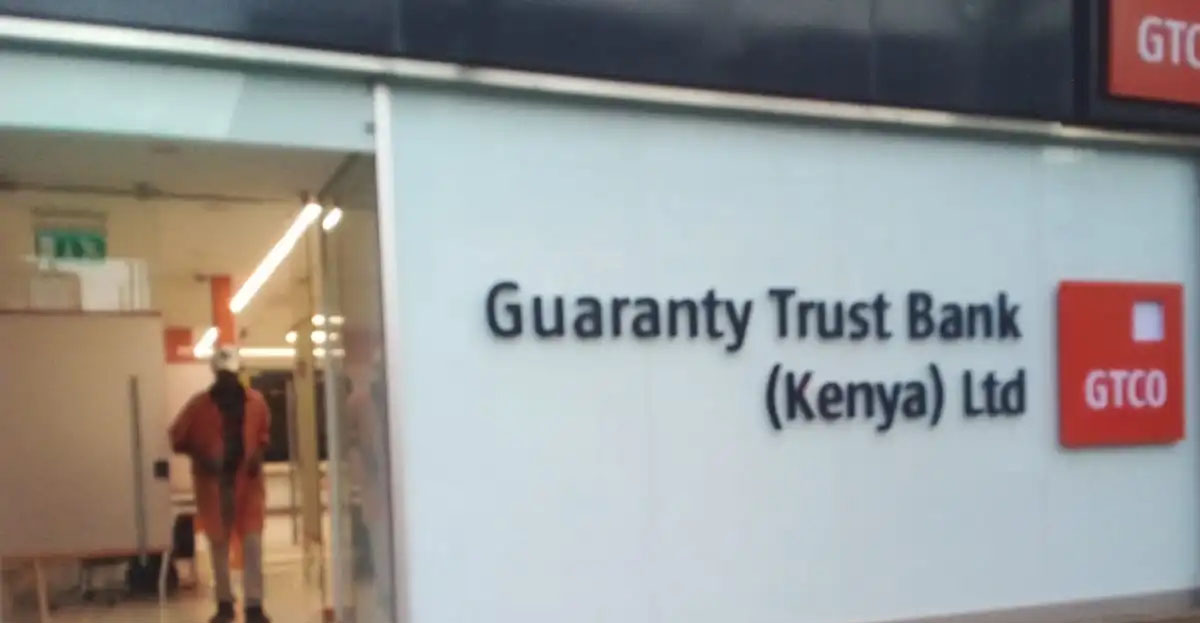 GTC
Guaranty Trust Bank
(Kenya) Ltd
GTCO